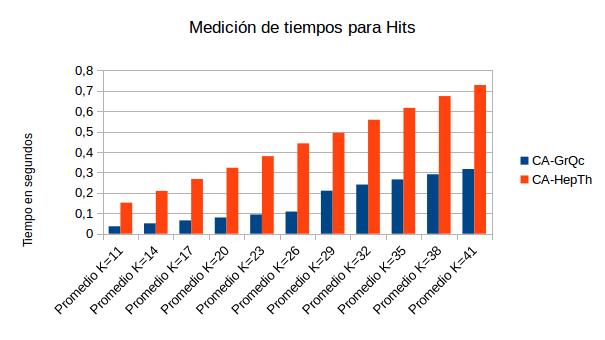 Medición de tiempos para Hits
Tiempo en segundos
0,8
0,7
0,6
0,5
0,4
0,3
0,2
0,1
0
Promedio K=11
Promedio K=14
Promedio K=17
Promedio K=20
Promedio K=23
Promedio K=26
Promedio K=29
Promedio K=32
Promedio K=35
Promedio K=38
Promedio K=41
CA-GrQc
CA-HepTh